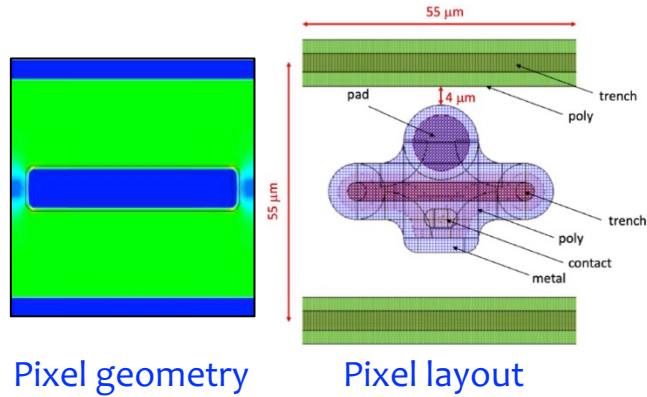 55 µm
pad
4 µm
trench
poly
55 µm
trench
poly
contact
metal
Pixel geometry
Pixel layout